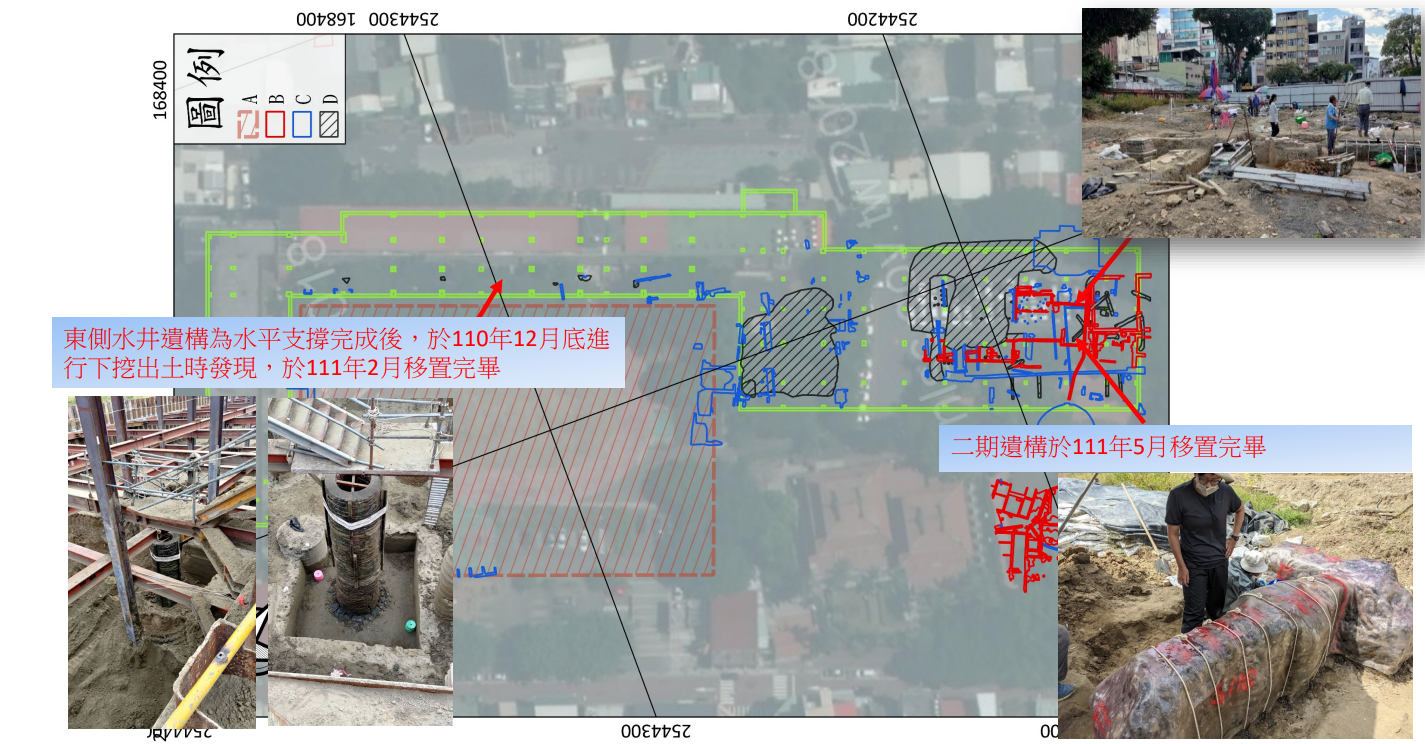 168400
168400
2544300
2544200
圖例
A
B
C
D
東側水井遺構為水平支撐完成後，於110年12月底進
行下挖出土時發現，於111年2月移置完畢
二期遺構於111年5月移置完畢
2544300
00